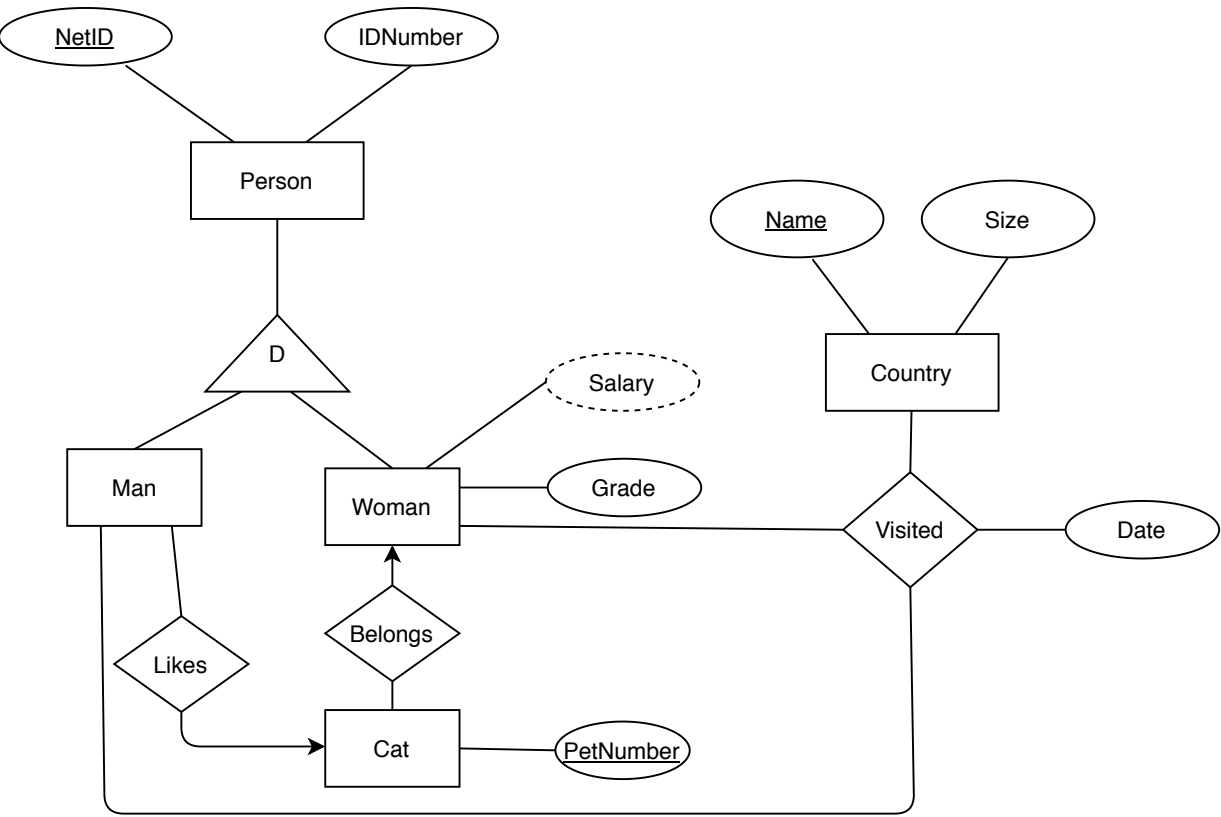 NetID
IDNumber
Person
Name
Size
D
Salary
Country
Man
Woman
Grade
Visited
Date
Belongs
Likes
Cat
PetNumber